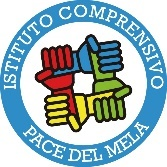 ISTITUTO COMPRENSIVO
PACE DEL MELA